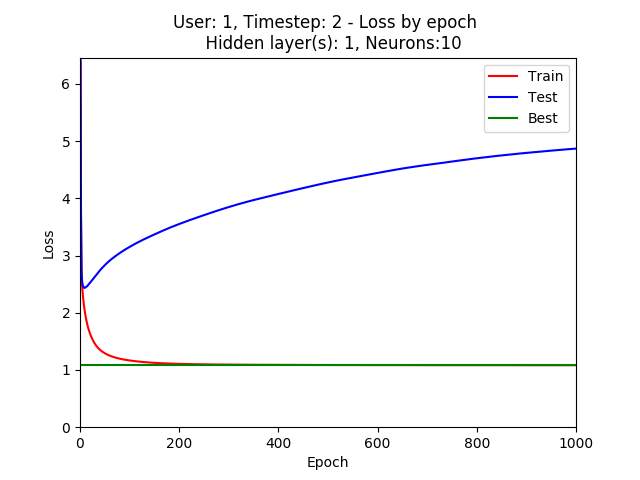 User: 1, Timestep: 2 - Loss by epoch
Hidden layer(s): 1, Neurons:10
Train
Test
Best
Loss
6
5
4
3
2
1
0
0 200 400 600 800 1000
Epoch